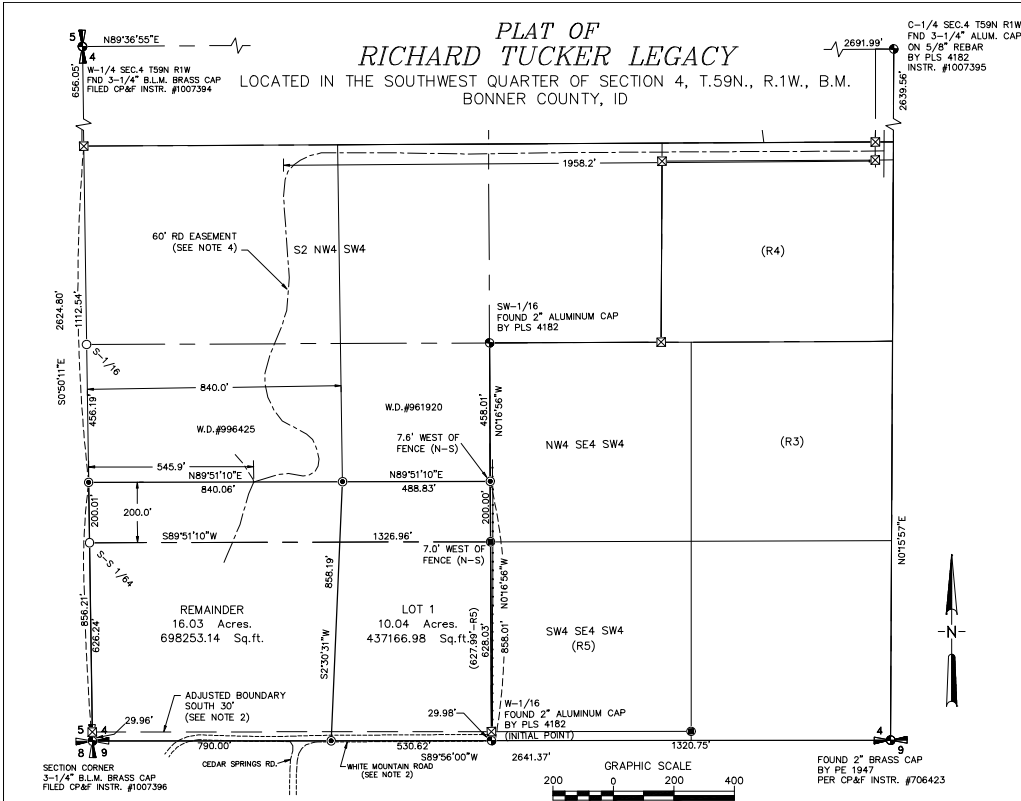 PLAT OF
RICHARD TUCKER LEGACY
LOCATED IN THE SOUTHWEST QUARTER OF SECTION 4, T.59N., R.1W., B.M.
BONNER COUNTY, ID
5
4
N89°36'55"E
656.05'
W-1/4 SEC.4 T59N R1W
FND 3-1/4" B.L.M. BRASS CAP
FILED CP&F INSTR. #1007394
2691.99'
C-1/4 SEC.4 T59N R1W
FND 3-1/4" ALUM. CAP
ON 5/8" REBAR
BY PLS 4182
INSTR. #1007395
2639.56'
1958.2'
60' RD EASEMENT
(SEE NOTE 4)
S2 NW4 SW4
(R4)
2624.80'
1112.54'
S0°50'11"E
SW-1/16
FOUND 2" ALUMINUM CAP
BY PLS 4182
S-1/16
840.0'
456.19'
W.D.#961920
458.01'
N0°16'56"W
W.D.#996425
7.6' WEST OF
FENCE (N-S)
NW4 SE4 SW4
(R3)
545.9'
N89°51'10"E
840.06'
N89°51'10"E
488.83'
200.01'
200.0'
200.00'
S89°51'10"W
1326.96'
7.0' WEST OF
FENCE (N-S)
N0°15'57"E
S-S 1/64
858.19'
N0°16'56"W
856.21'
626.24'
REMAINDER
16.03 Acres.
698253.14 Sq.ft.
LOT 1
10.04 Acres.
437166.98 Sq.ft.
S2°30'31"W
(627.99'-R5)
628.03'
858.01'
SW4 SE4 SW4
(R5)
-N-
ADJUSTED BOUNDARY
SOUTH 30'
(SEE NOTE 2)
W-1/16
FOUND 2" ALUMINUM CAP
BY PLS 4182
(INITIAL POINT)
5
4
29.96'
29.98'
4
8
9
790.00'
530.62'
S89°56'00"W
2641.37'
1320.75'
9
CEDAR SPRINGS RD.
WHITE MOUNTAIN ROAD
(SEE NOTE 2)
SECTION CORNER
3-1/4" B.L.M. BRASS CAP
FILED CP&F INSTR. #1007396
GRAPHIC SCALE
200
0
200
400
FOUND 2" BRASS CAP
BY PE 1947
PER CP&F INSTR. #706423